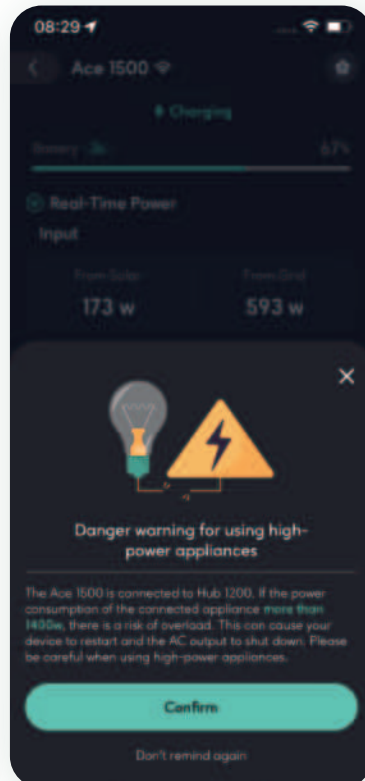 08:29
Ace 1500
Charging
Battery 63%
Real-Time Power
Input
From Solar From Grid
173 w 593 w
Danger warning for using high-
power appliances
The Ace 1500 is connected to Hub 1200. If the power
consumption of the connected appliance more than
1400w, there is a risk of overload. This can cause your
device to restart and the AC output to shut down. Please
be careful when using high-power appliances.
Confirm
Don't remind again